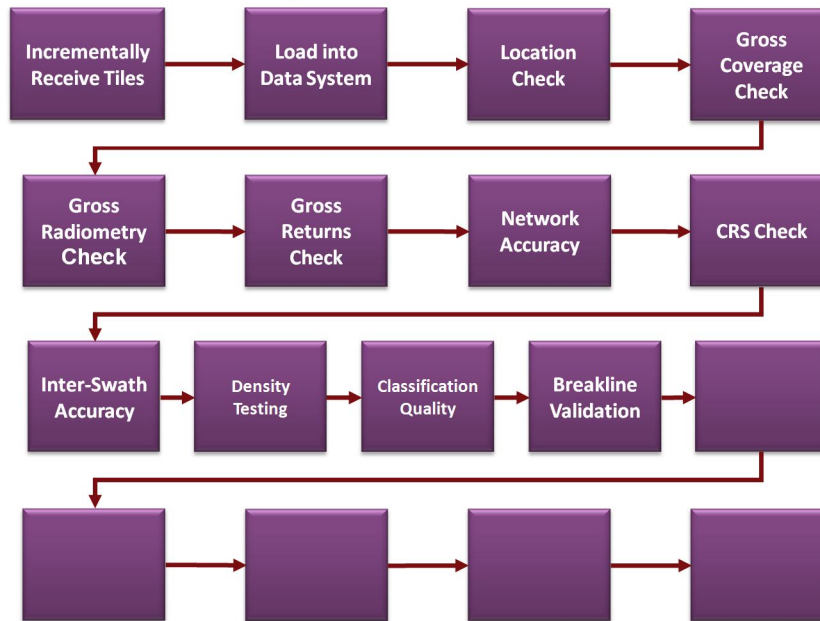 Incrementally
Receive Tiles
Load into
Data System
Location
Check
Gross
Coverage
Check
Gross
Radiometry
Check
Gross
Returns
Check
Network
Accuracy
CRS Check
Inter-Swath
Accuracy
Density
Testing
Classification
Quality
Breakline
Validation